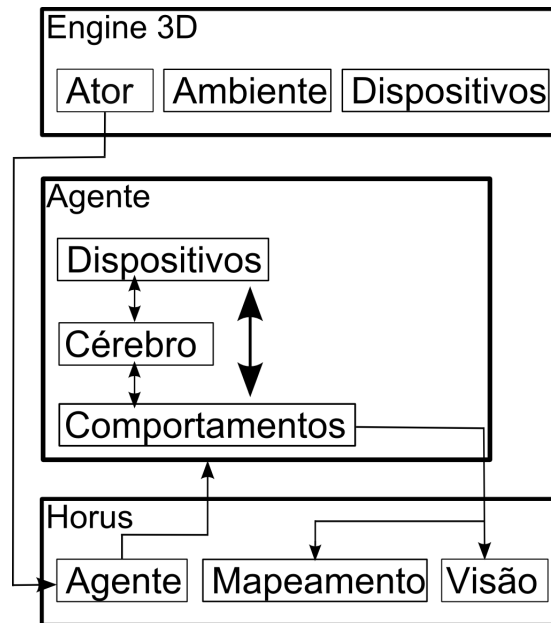 Engine 3D
Ator Ambiente Dispositivos
Agente
Dispositivos
Cérebro
Comportamentos
Horus
Agente Mapeamento Visão